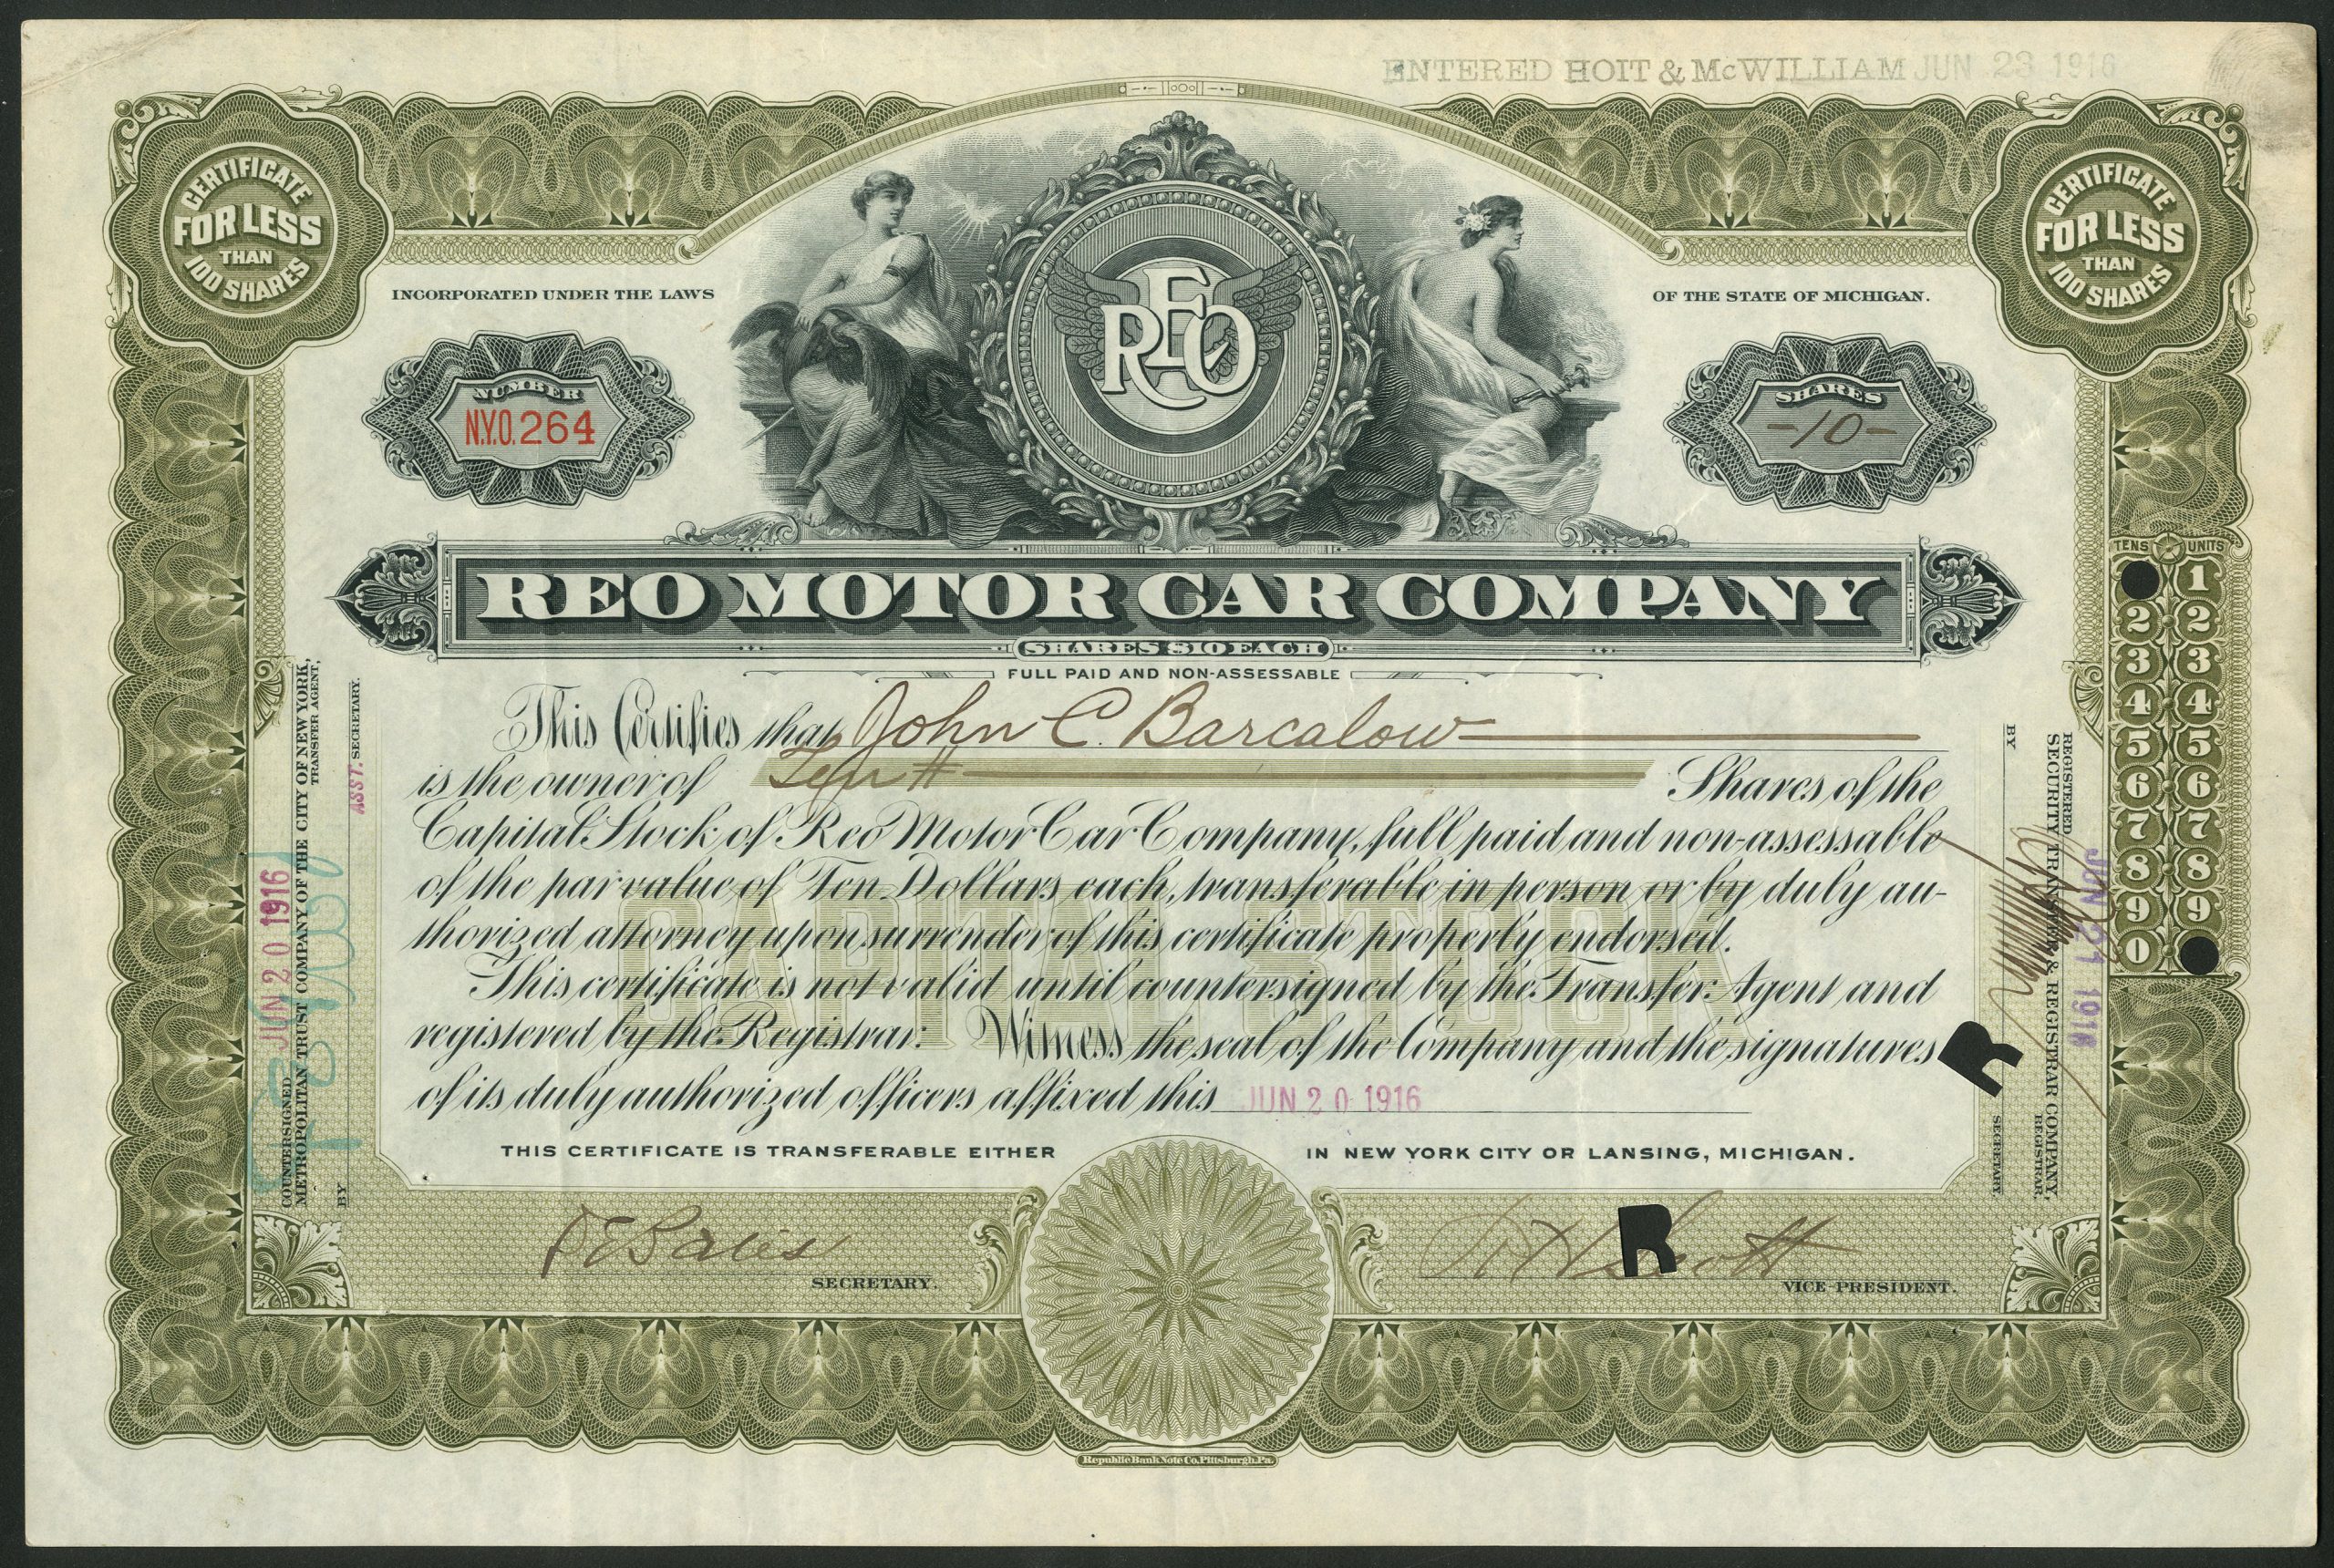 ENTERED HOIT & McWILLIAM JUN 23 1916
CERTIFICATE
FOR LESS
THAN
100 SHARES
CERTIFICATE
FOR LESS
THAN
100 SHARES
INCORPORATED UNDER THE LAWS
OF THE STATE OF MICHIGAN.
REO
NUMBER
N.Y.O. 264
SHARES
-10-
REO MOTOR CAR COMPANY
SHARES $10 EACH
FULL PAID AND NON-ASSESSABLE
This Certifies that John C. Barcalow
is the owner of Ten Shares of the
Capital Stock of Reo Motor Car Company, full paid and non-assessable
of the par value of Ten Dollars each, transferable in person or by duly au-
thorized attorney upon surrender of this certificate properly endorsed.
This certificate is not valid until countersigned by the Transfer Agent and
registered by the Registrar. Witness the seal of the Company and the signatures
of its duly authorized officers affixed this JUN 20 1916
CAPITAL STOCK
THIS CERTIFICATE IS TRANSFERABLE EITHER IN NEW YORK CITY OR LANSING, MICHIGAN.
SECRETARY.
R H Scott
VICE-PRESIDENT.
R
R
COUNTERSIGNED
METROPOLITAN TRUST COMPANY OF THE CITY OF NEW YORK,
TRANSFER AGENT,
BY
ASST. SECRETARY.
JUN 20 1916
REGISTERED
SECURITY TRANSFER & REGISTRAR COMPANY,
REGISTRAR.
BY
SECRETARY
JUN 21 1916
TENS UNITS
1
2 2
3 3
4 4
5 5
6 6
7 7
8 8
9 9
0
Republic Bank Note Co. Pittsburgh, Pa.